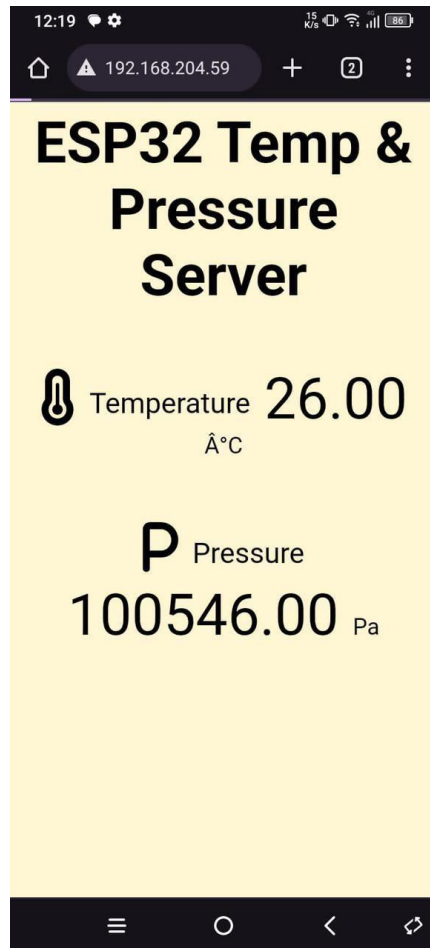 12:19
15
K/s
4G
86
192.168.204.59
2
ESP32 Temp &
Pressure
Server
Temperature 26.00
Â°C
P Pressure
100546.00 Pa